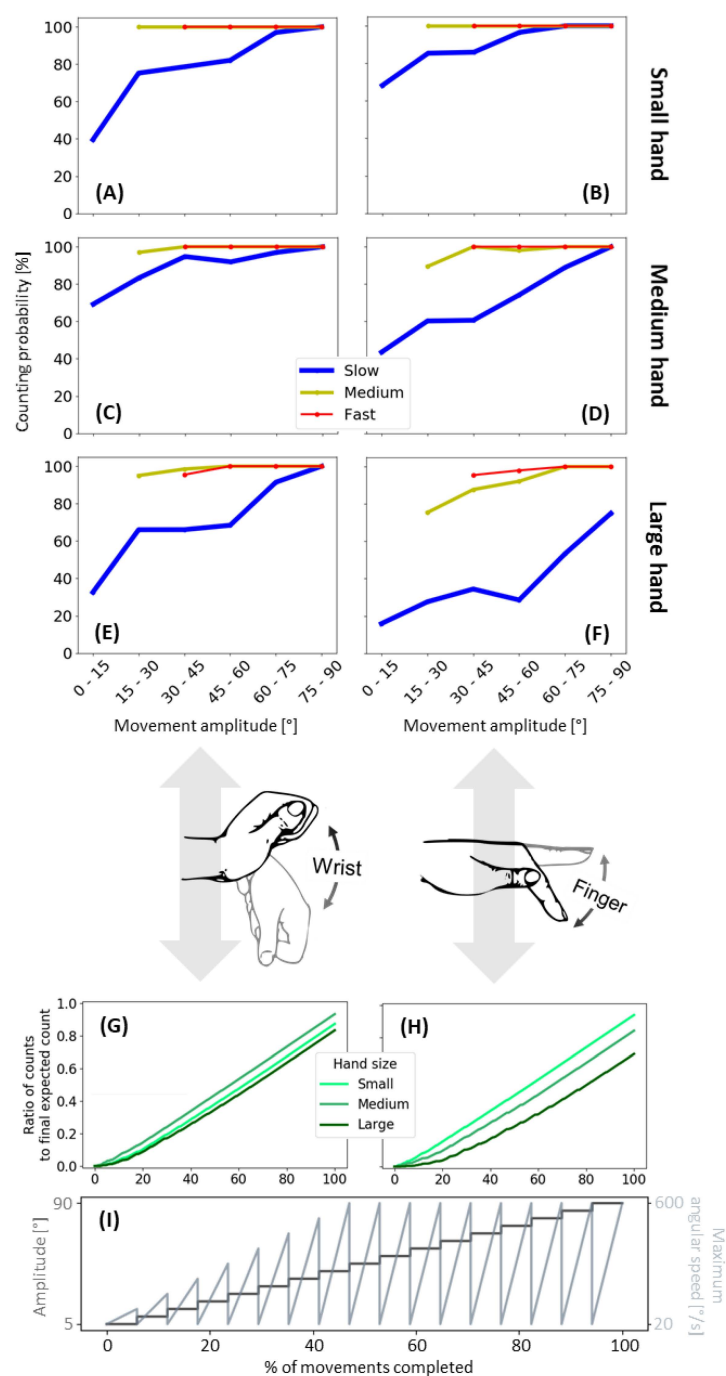 100
80
60
40
20
0
(A)
(B)
Small hand
Counting probability [%]
100
80
60
40
20
0
(C)
(D)
Medium hand
Slow
Medium
Fast
100
80
60
40
20
0
(E)
(F)
Large hand
0 - 15
15 - 30
30 - 45
45 - 60
60 - 75
75 - 90
0 - 15
15 - 30
30 - 45
45 - 60
60 - 75
75 - 90
Movement amplitude [°]
Movement amplitude [°]
Wrist
Finger
Ratio of counts
to final expected count
1.0
0.8
0.6
0.4
0.2
0.0
(G)
(H)
Hand size
Small
Medium
Large
0
20
40
60
80
100
0
20
40
60
80
100
Amplitude [°]
90
5
(I)
600
20
Maximum
angular speed [°/s]
0
20
40
60
80
100
% of movements completed